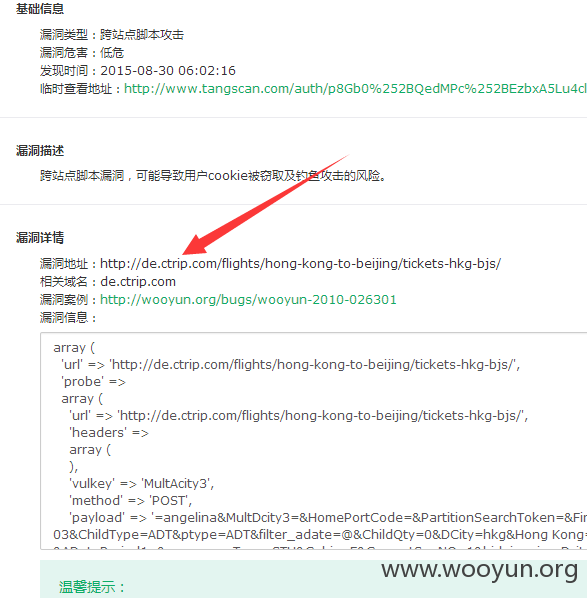 基础信息
漏洞类型：跨站点脚本攻击
漏洞危害：低危
发现时间：2015-08-30 06:02:16
临时查看地址：http://www.tangscan.com/auth/p8Gb0%252BQedMPc%252BEzbxA5Lu4cl
漏洞描述
跨站点脚本漏洞，可能导致用户cookie被窃取及钓鱼攻击的风险。
漏洞详情
漏洞地址：http://de.ctrip.com/flights/hong-kong-to-beijing/tickets-hkg-bjs/
相关域名：de.ctrip.com
漏洞案例：http://wooyun.org/bugs/wooyun-2010-026301
漏洞信息：
array (
'url' => 'http://de.ctrip.com/flights/hong-kong-to-beijing/tickets-hkg-bjs/',
'probe' =>
array (
'url' => 'http://de.ctrip.com/flights/hong-kong-to-beijing/tickets-hkg-bjs/',
'headers' =>
array (
),
'vulkey' => 'MultAcity3',
'method' => 'POST',
'payload' => '=angelina&MultDcity3=&HomePortCode=&PartitionSearchToken=&Fir
03&ChildType=ADT&ptype=ADT&filter_adate=@&ChildQty=0&DCity=hkg&Hong Kong=
www.wooyun.org
温馨提示：